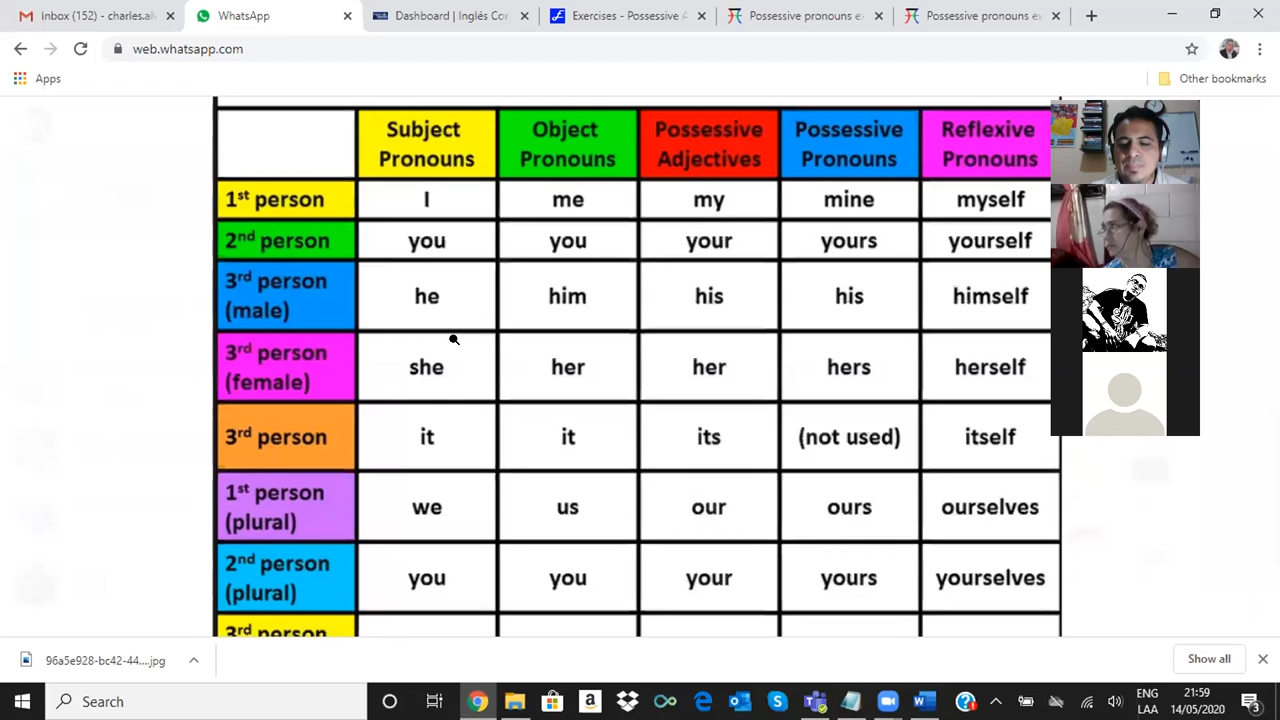 Inbox (152) - charles.al
WhatsApp
Dashboard | Inglés Cor
Exercises - Possessive A
Possessive pronouns e
Possessive pronouns ex
web.whatsapp.com
Apps
Other bookmarks
Subject Pronouns
Object Pronouns
Possessive Adjectives
Possessive Pronouns
Reflexive Pronouns
1st person I me my mine myself
2nd person you you your yours yourself
3rd person (male) he him his his himself
3rd person (female) she her her hers herself
3rd person it it its (not used) itself
1st person (plural) we us our ours ourselves
2nd person (plural) you you your yours yourselves
3rd person
96a5e928-bc42-44....jpg
Show all
Search
ENG
LAA
21:59
14/05/2020
3